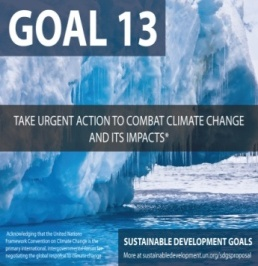 GOAL 13
TAKE URGENT ACTION TO COMBAT CLIMATE CHANGE
AND ITS IMPACTS*
Acknowledging that the United Nations
Framework Convention on Climate Change is the
primary international, intergovernmental forum for
negotiating the global response to climate change
SUSTAINABLE DEVELOPMENT GOALS
More at sustainabledevelopment.un.org/sdgsproposal